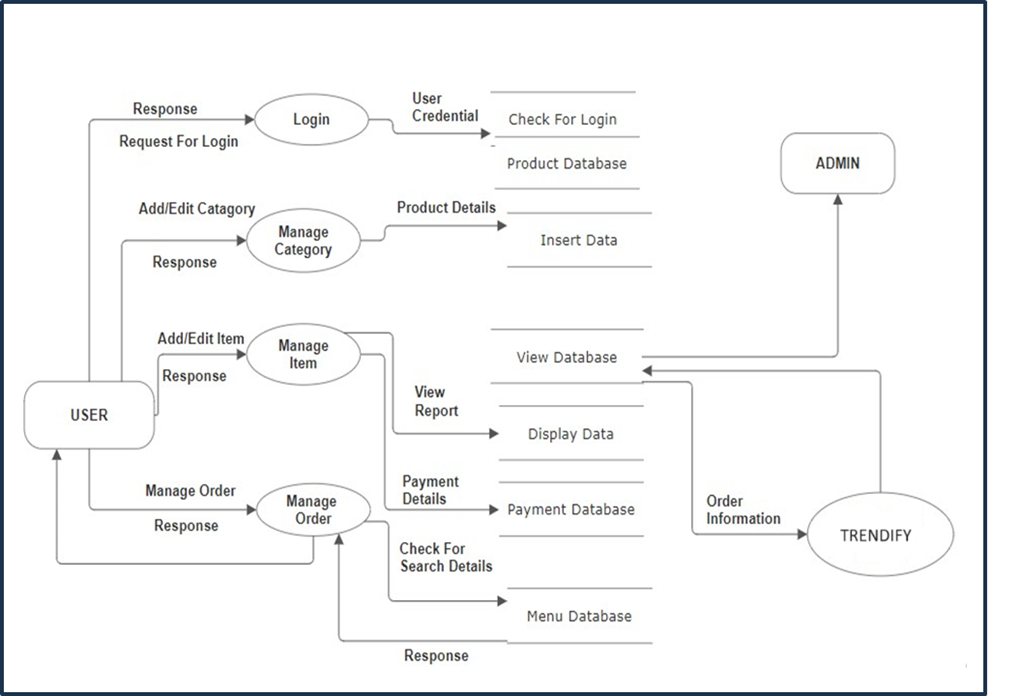 Response
Request For Login
Login
User
Credential
Check For Login
Product Database
ADMIN
Add/Edit Catagory
Response
Manage
Category
Product Details
Insert Data
Add/Edit Item
Response
Manage
Item
View Database
View
Report
Display Data
USER
Payment
Details
Payment Database
Manage Order
Response
Manage
Order
Check For
Search Details
Order
Information
TRENDIFY
Menu Database
Response